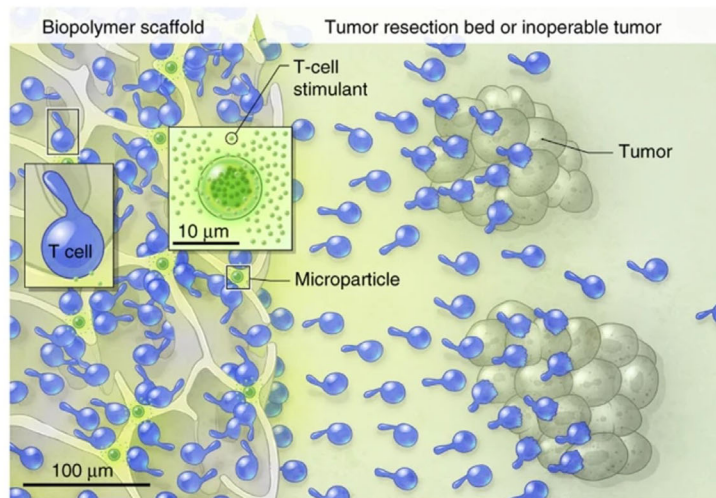 Biopolymer scaffold
Tumor resection bed or inoperable tumor
T-cell
stimulant
Tumor
10 μm
T cell
Microparticle
100 μm